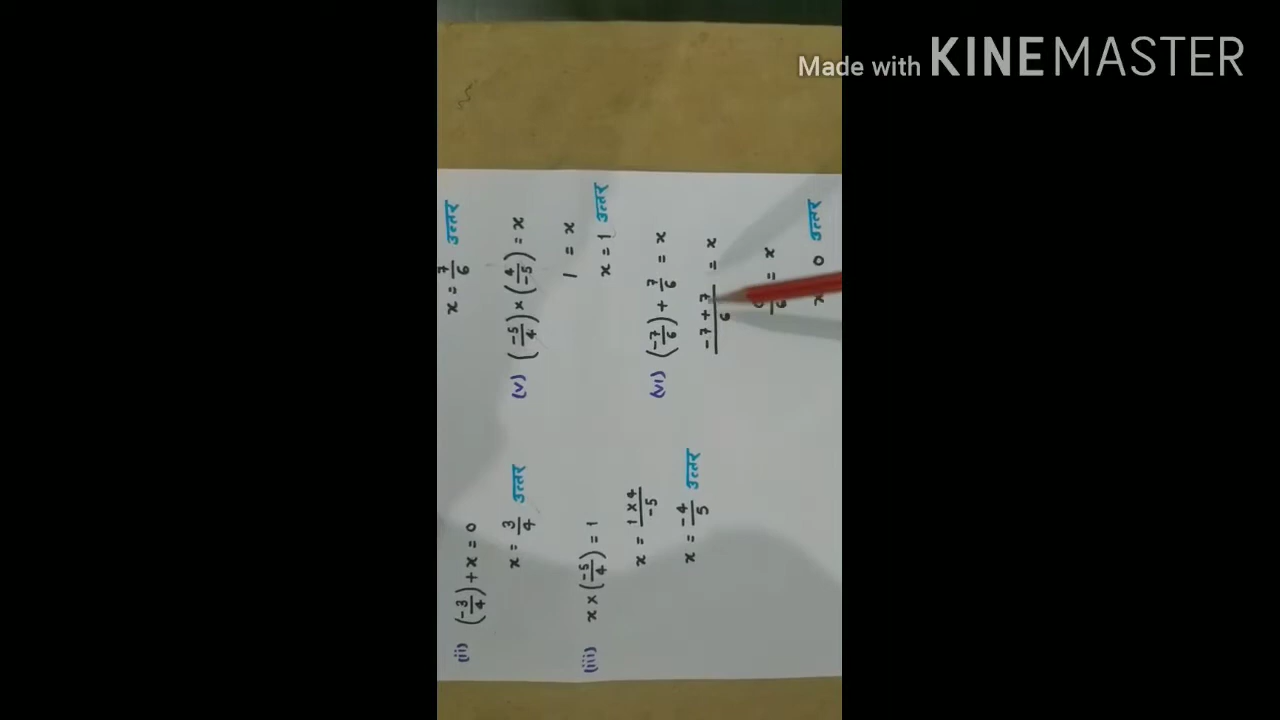 Made with KINEMASTER
(ii) (-3/4) + x = 0
x = 3/4 उत्तर
(iii) x × (-5/4) = 1
x = 1 × 4/-5
x = -4/5 उत्तर
x = 7/6 उत्तर
(v) (-5/4) × (4/-5) = x
1 = x
x = 1 उत्तर
(vi) (-7/6) + 7/6 = x
-7 + 7/6 = x
/6 = x
x 0 उत्तर